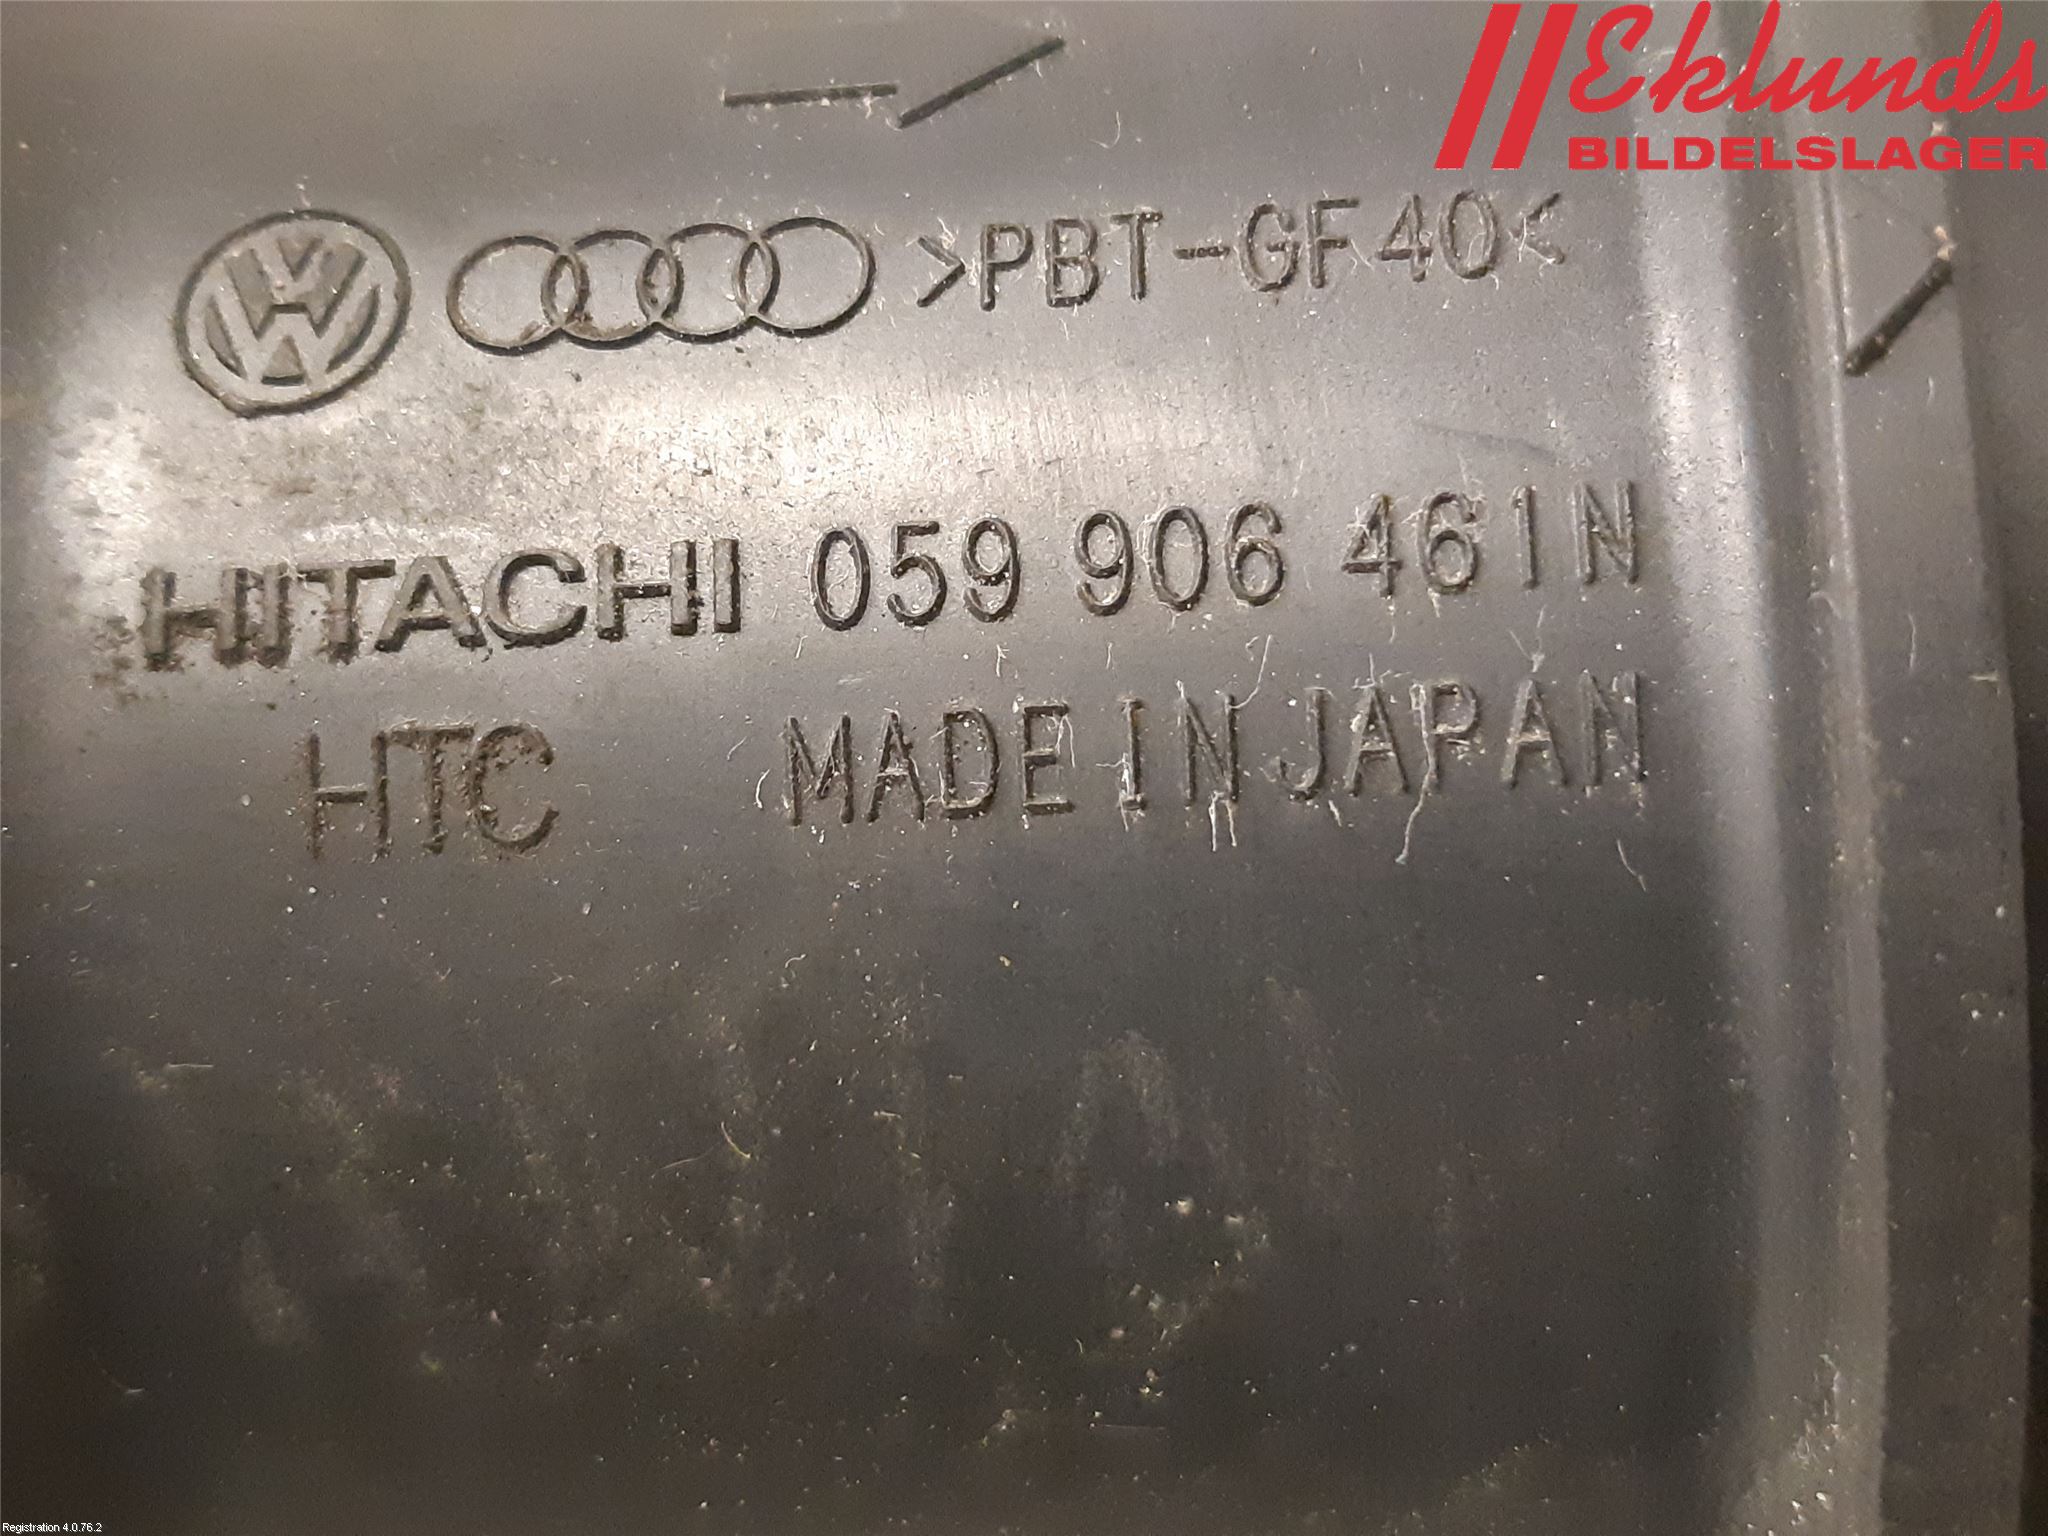 Eklunds
BILDELSLAGER
>PBT-GF40<
HITACHI 059 906 461N
HTC MADE IN JAPAN
Registration 4.0.76.2